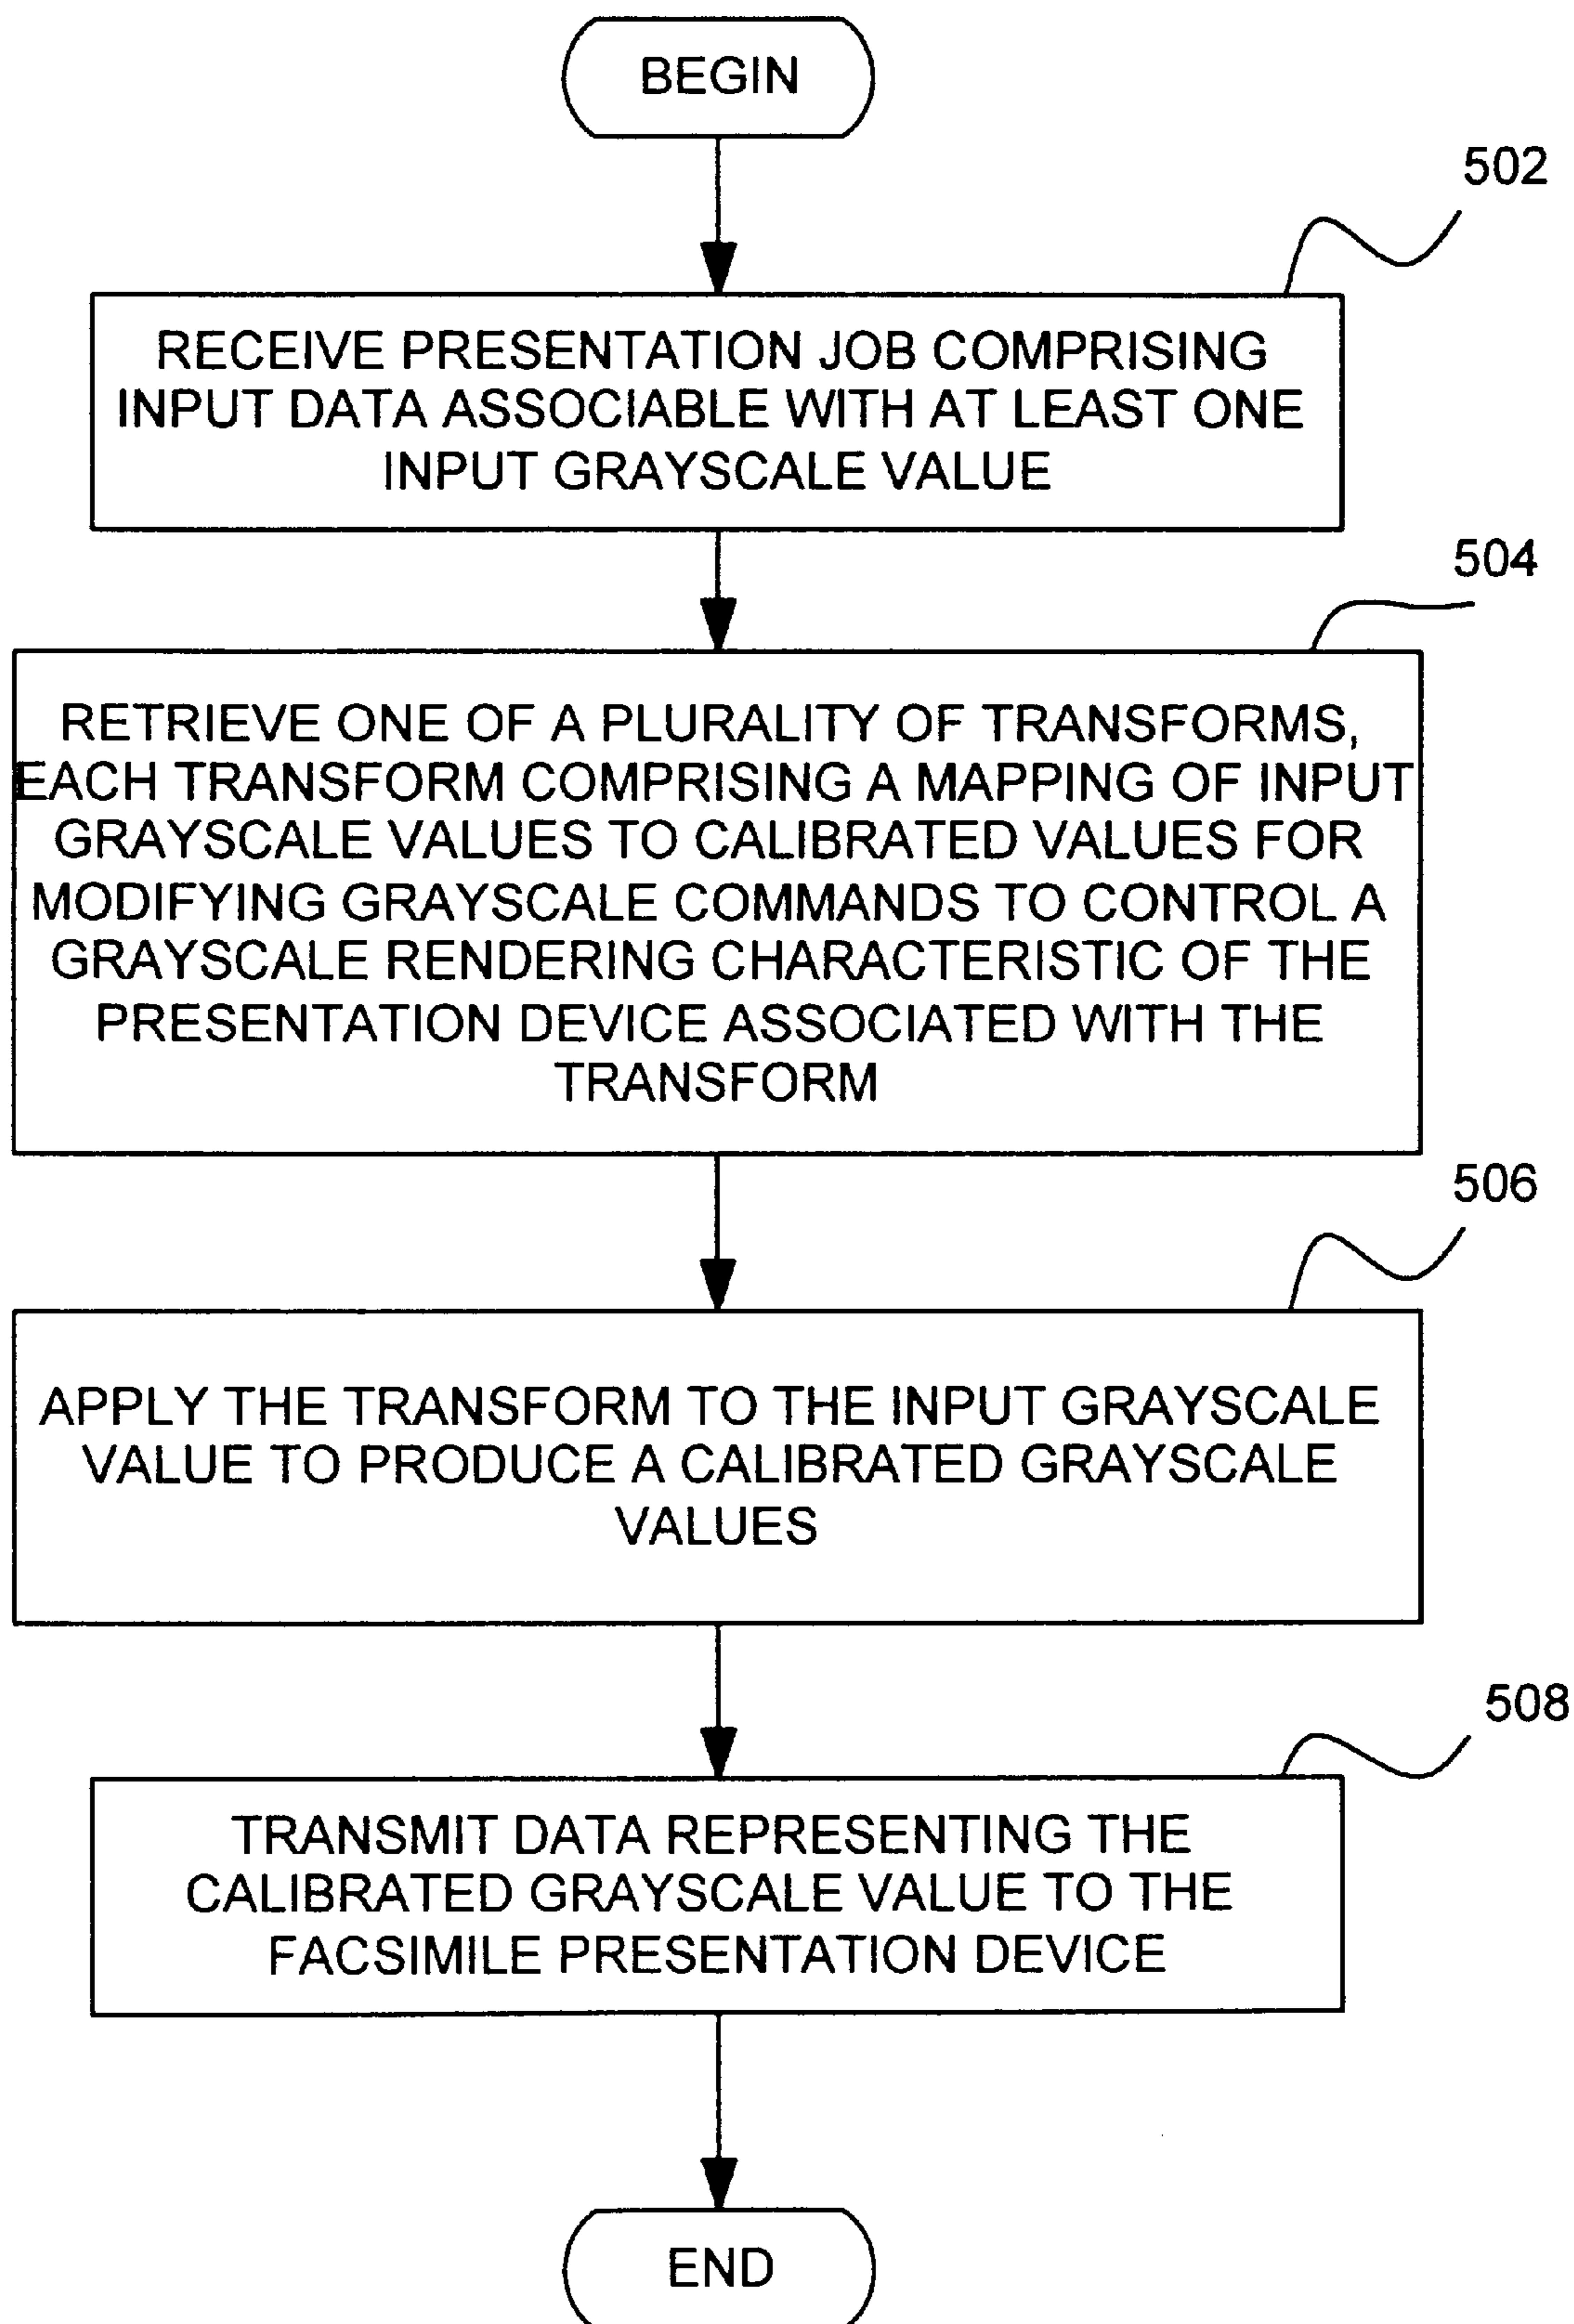 BEGIN
502
RECEIVE PRESENTATION JOB COMPRISING
INPUT DATA ASSOCIABLE WITH AT LEAST ONE
INPUT GRAYSCALE VALUE
504
RETRIEVE ONE OF A PLURALITY OF TRANSFORMS,
EACH TRANSFORM COMPRISING A MAPPING OF INPUT
GRAYSCALE VALUES TO CALIBRATED VALUES FOR
MODIFYING GRAYSCALE COMMANDS TO CONTROL A
GRAYSCALE RENDERING CHARACTERISTIC OF THE
PRESENTATION DEVICE ASSOCIATED WITH THE
TRANSFORM
506
APPLY THE TRANSFORM TO THE INPUT GRAYSCALE
VALUE TO PRODUCE A CALIBRATED GRAYSCALE
VALUES
508
TRANSMIT DATA REPRESENTING THE
CALIBRATED GRAYSCALE VALUE TO THE
FACSIMILE PRESENTATION DEVICE
END